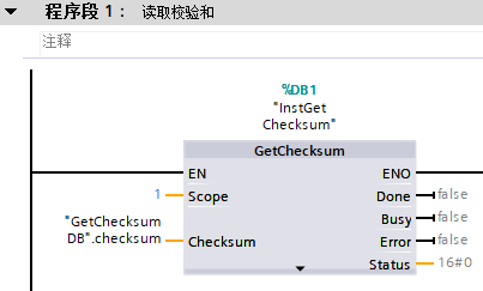 程序段 1： 读取校验和
注释
%DB1
"InstGet
Checksum"
GetChecksum
EN ENO
1 Scope Done false
Busy false
"GetChecksum
DB".checksum Checksum Error false
Status 16#0